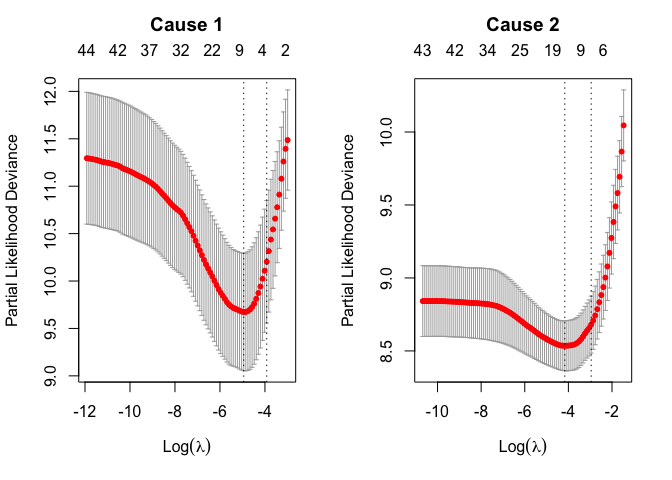 Cause 1
44 42 37 32 22 9 4 2
Partial Likelihood Deviance
12.0
11.5
11.0
10.5
10.0
9.5
9.0
-12 -10 -8 -6 -4
Log(λ)
Cause 2
43 42 34 25 19 9 6
Partial Likelihood Deviance
10.0
9.5
9.0
8.5
-10 -8 -6 -4 -2
Log(λ)